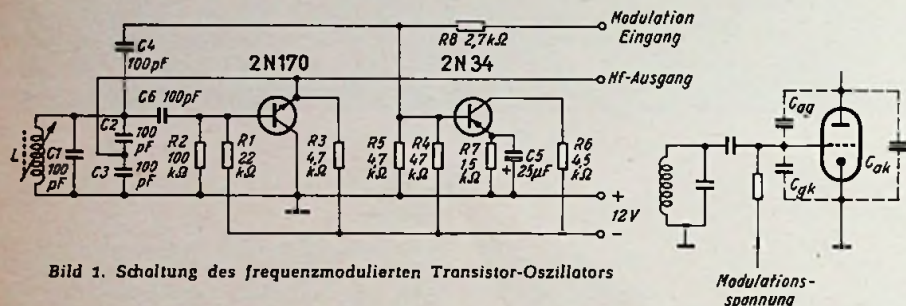 Modulation
Eingang
R8 2,7kΩ
C4
100pF
2N170
2N34
Hf-Ausgang
C6 100pF
L
C1
100
pF
C2
100
pF
C3
100
pF
R2
100
kΩ
R1
22
kΩ
R3
4,7
kΩ
R5
4,7
kΩ
R4
47
kΩ
R7
1,5
kΩ
+
C5
25µF
R6
4,5
kΩ
+
12V
−
Cag
Cgk
Cak
Modulations-
spannung
Bild 1. Schaltung des frequenzmodulierten Transistor-Oszillators